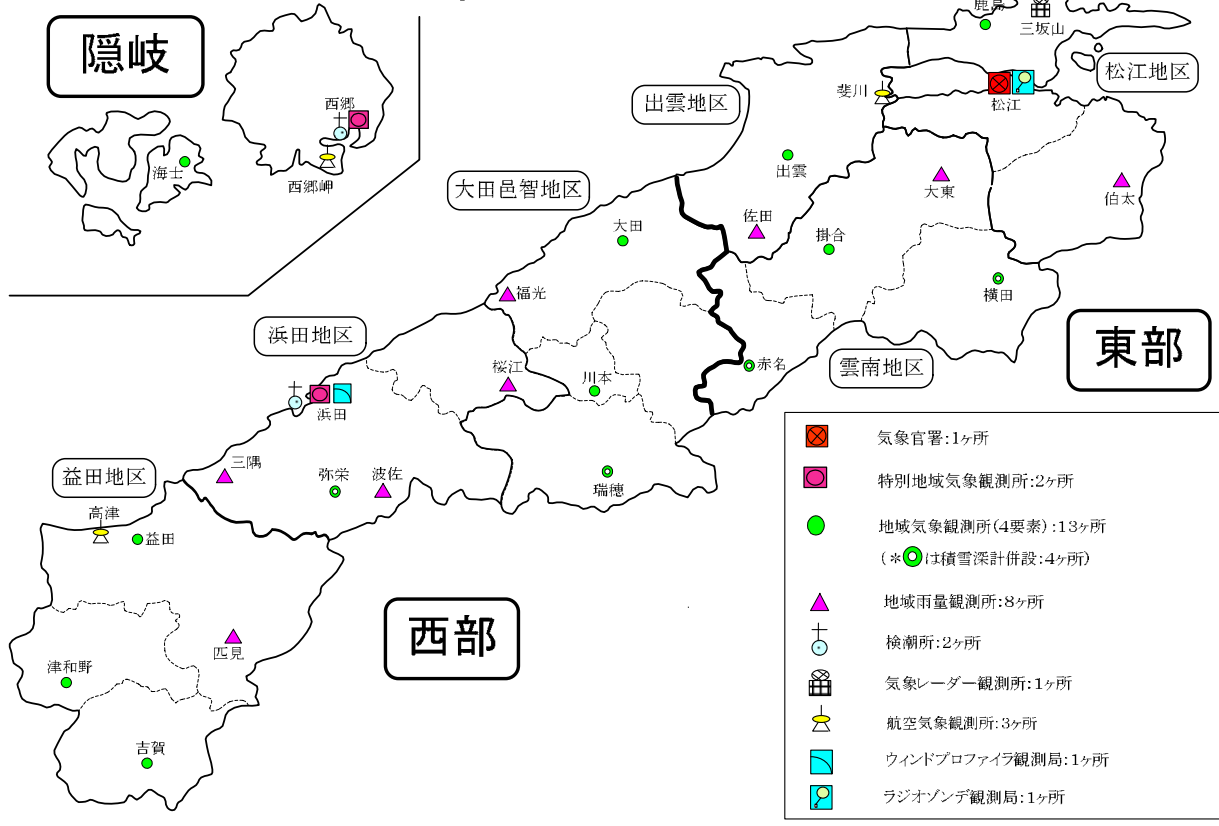 鹿島
三坂山
隠岐
松江地区
西郷
斐川
出雲地区
松江
海士
西郷岬
出雲
大東
伯太
大田邑智地区
佐田
大田
掛合
福光
横田
浜田地区
東部
桜江
川本
赤名
雲南地区
浜田
三隅
弥栄
波佐
瑞穂
益田地区
高津
益田
西部
匹見
津和野
吉賀
気象官署:1ヶ所
特別地域気象観測所:2ヶ所
地域気象観測所(4要素):13ヶ所
(*◎は積雪深計併設:4ヶ所)
地域雨量観測所:8ヶ所
検潮所:2ヶ所
気象レーダー観測所:1ヶ所
航空気象観測所:3ヶ所
ウィンドプロファイラ観測局:1ヶ所
ラジオゾンデ観測局:1ヶ所